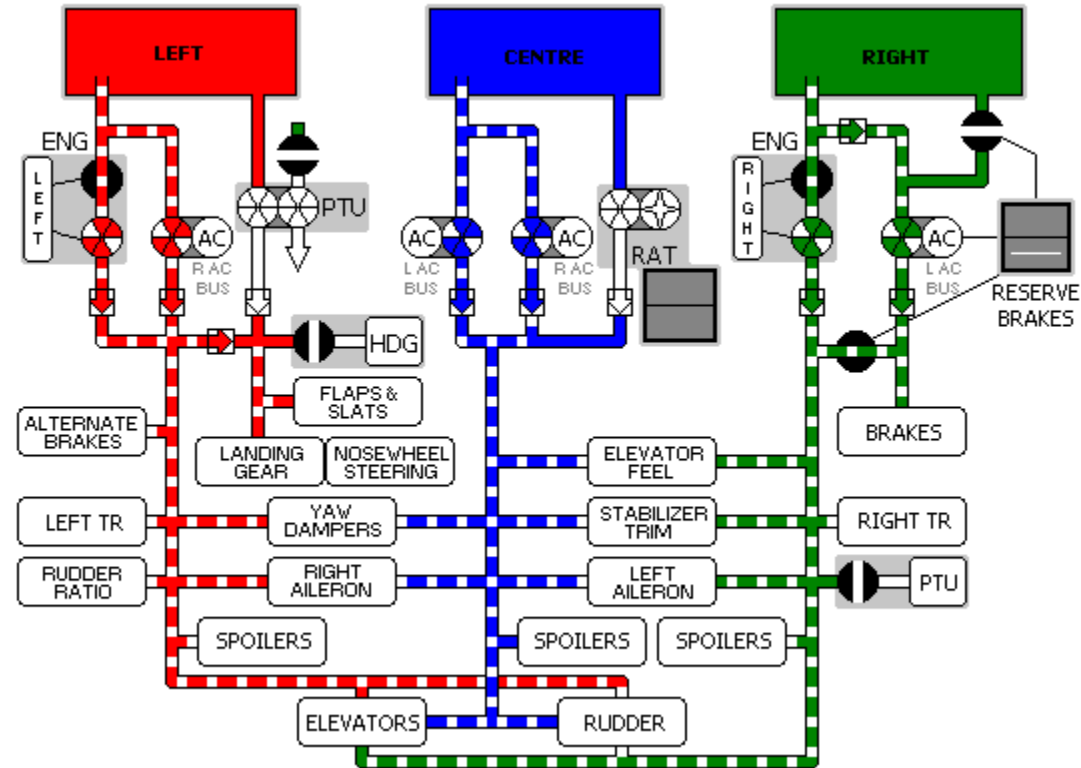 LEFT
CENTRE
RIGHT
ENG
ENG
LEFT
RIGHT
PTU
AC
AC
AC
AC
R AC
BUS
L AC
BUS
R AC
BUS
RAT
L AC
BUS
RESERVE
BRAKES
HDG
FLAPS &
SLATS
ALTERNATE
BRAKES
LANDING
GEAR
NOSEWHEEL
STEERING
ELEVATOR
FEEL
BRAKES
LEFT TR
YAW
DAMPERS
STABILIZER
TRIM
RIGHT TR
RUDDER
RATIO
RIGHT
AILERON
LEFT
AILERON
PTU
SPOILERS
SPOILERS
SPOILERS
ELEVATORS
RUDDER